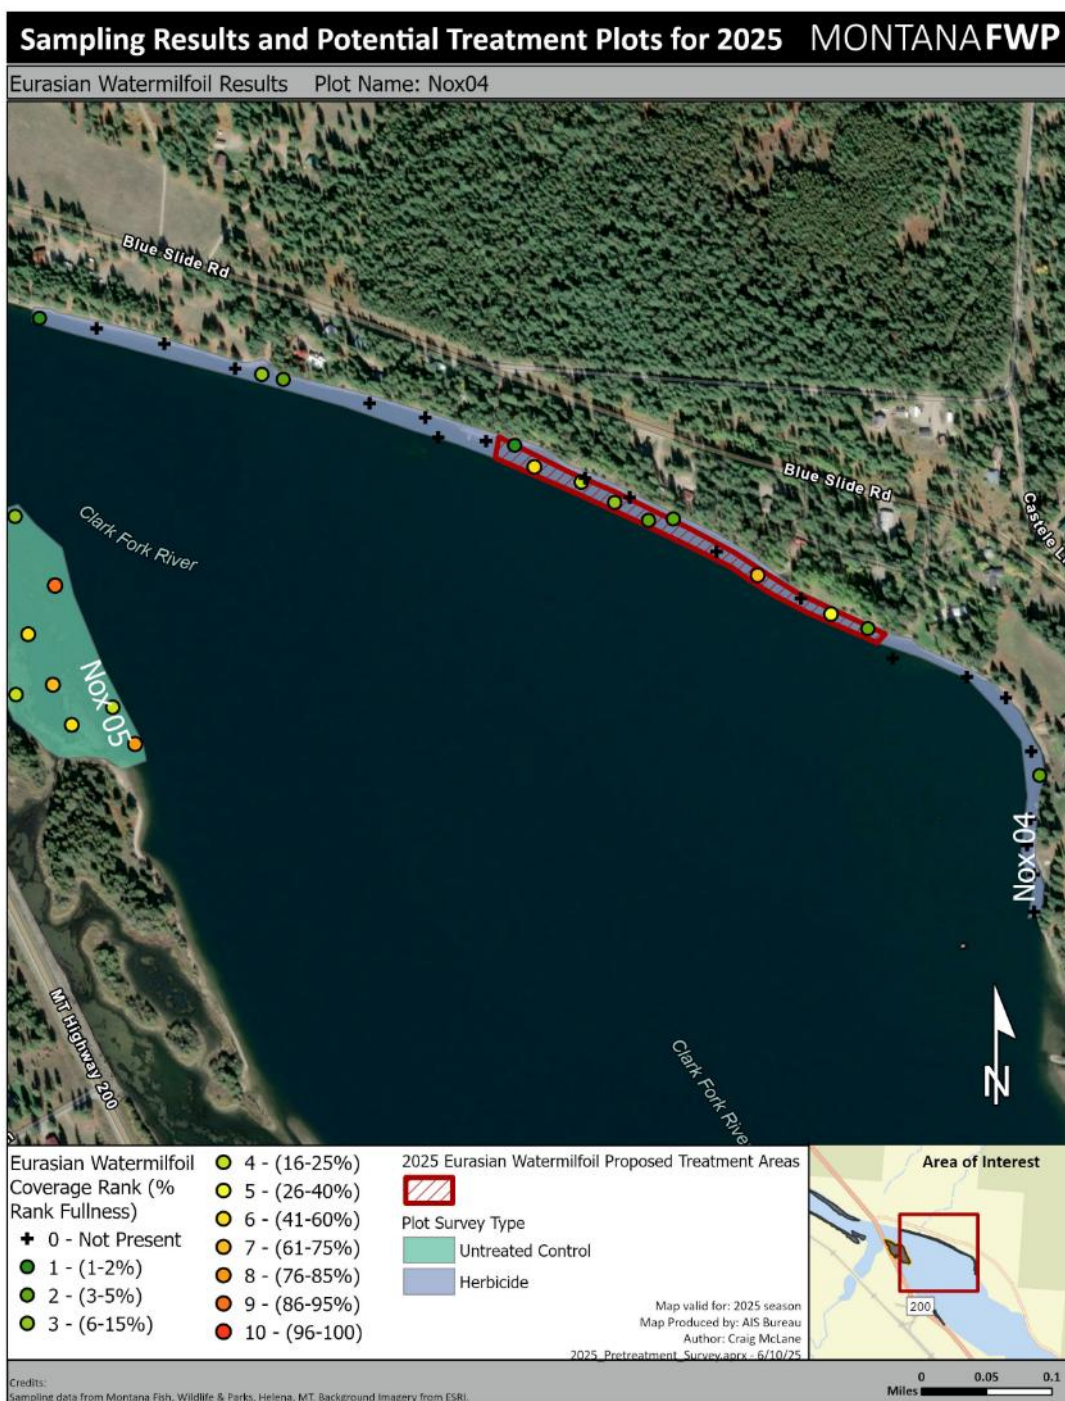 Sampling Results and Potential Treatment Plots for 2025 MONTANA FWP
Eurasian Watermilfoil Results Plot Name: Nox04
Blue Slide Rd
Blue Slide Rd
Castele L
Clark Fork River
Nox 05
Nox 04
MT Highway 200
Clark Fork River
N
Eurasian Watermilfoil
Coverage Rank (%
Rank Fullness)
0 - Not Present
1 - (1-2%)
2 - (3-5%)
3 - (6-15%)
4 - (16-25%)
5 - (26-40%)
6 - (41-60%)
7 - (61-75%)
8 - (76-85%)
9 - (86-95%)
10 - (96-100)
2025 Eurasian Watermilfoil Proposed Treatment Areas
Plot Survey Type
Untreated Control
Herbicide
Map valid for: 2025 season
Map Produced by: AIS Bureau
Author: Craig McLane
2025_Pretreatment_Survey.aprx - 6/10/25
Area of Interest
200
Credits:
Sampling data from Montana Fish, Wildlife & Parks, Helena, MT. Background Imagery from ESRI.
0 0.05 0.1
Miles